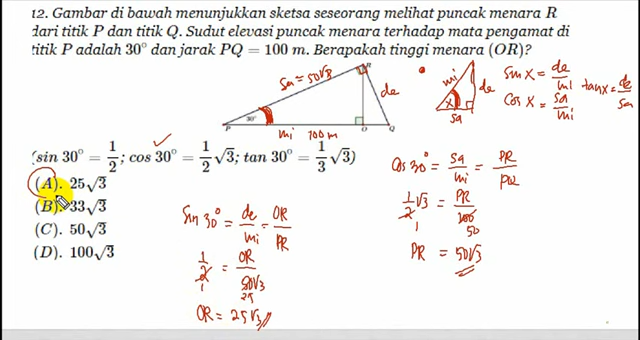 12. Gambar di bawah menunjukkan sketsa seseorang melihat puncak menara R
dari titik P dan titik Q. Sudut elevasi puncak menara terhadap mata pengamat di
titik P adalah 30° dan jarak PQ = 100 m. Berapakah tinggi menara (OR)?
sa = 50√3
R
de
30°
P
O
Q
mi 100 m
mi
de
x
sa
sin x = de/mi
cos x = sa/mi
tan x = de/sa
(sin 30° = 1/2; cos 30° = 1/2 √3; tan 30° = 1/3 √3)
(A). 25√3
(B). 33√3
(C). 50√3
(D). 100√3
sin 30° = de/mi = OR/PR
1/2 = OR/50√3
1 25
OR = 25√3
cos 30° = sa/mi = PR/PQ
1/2 √3 = PR/100
1 50
PR = 50√3